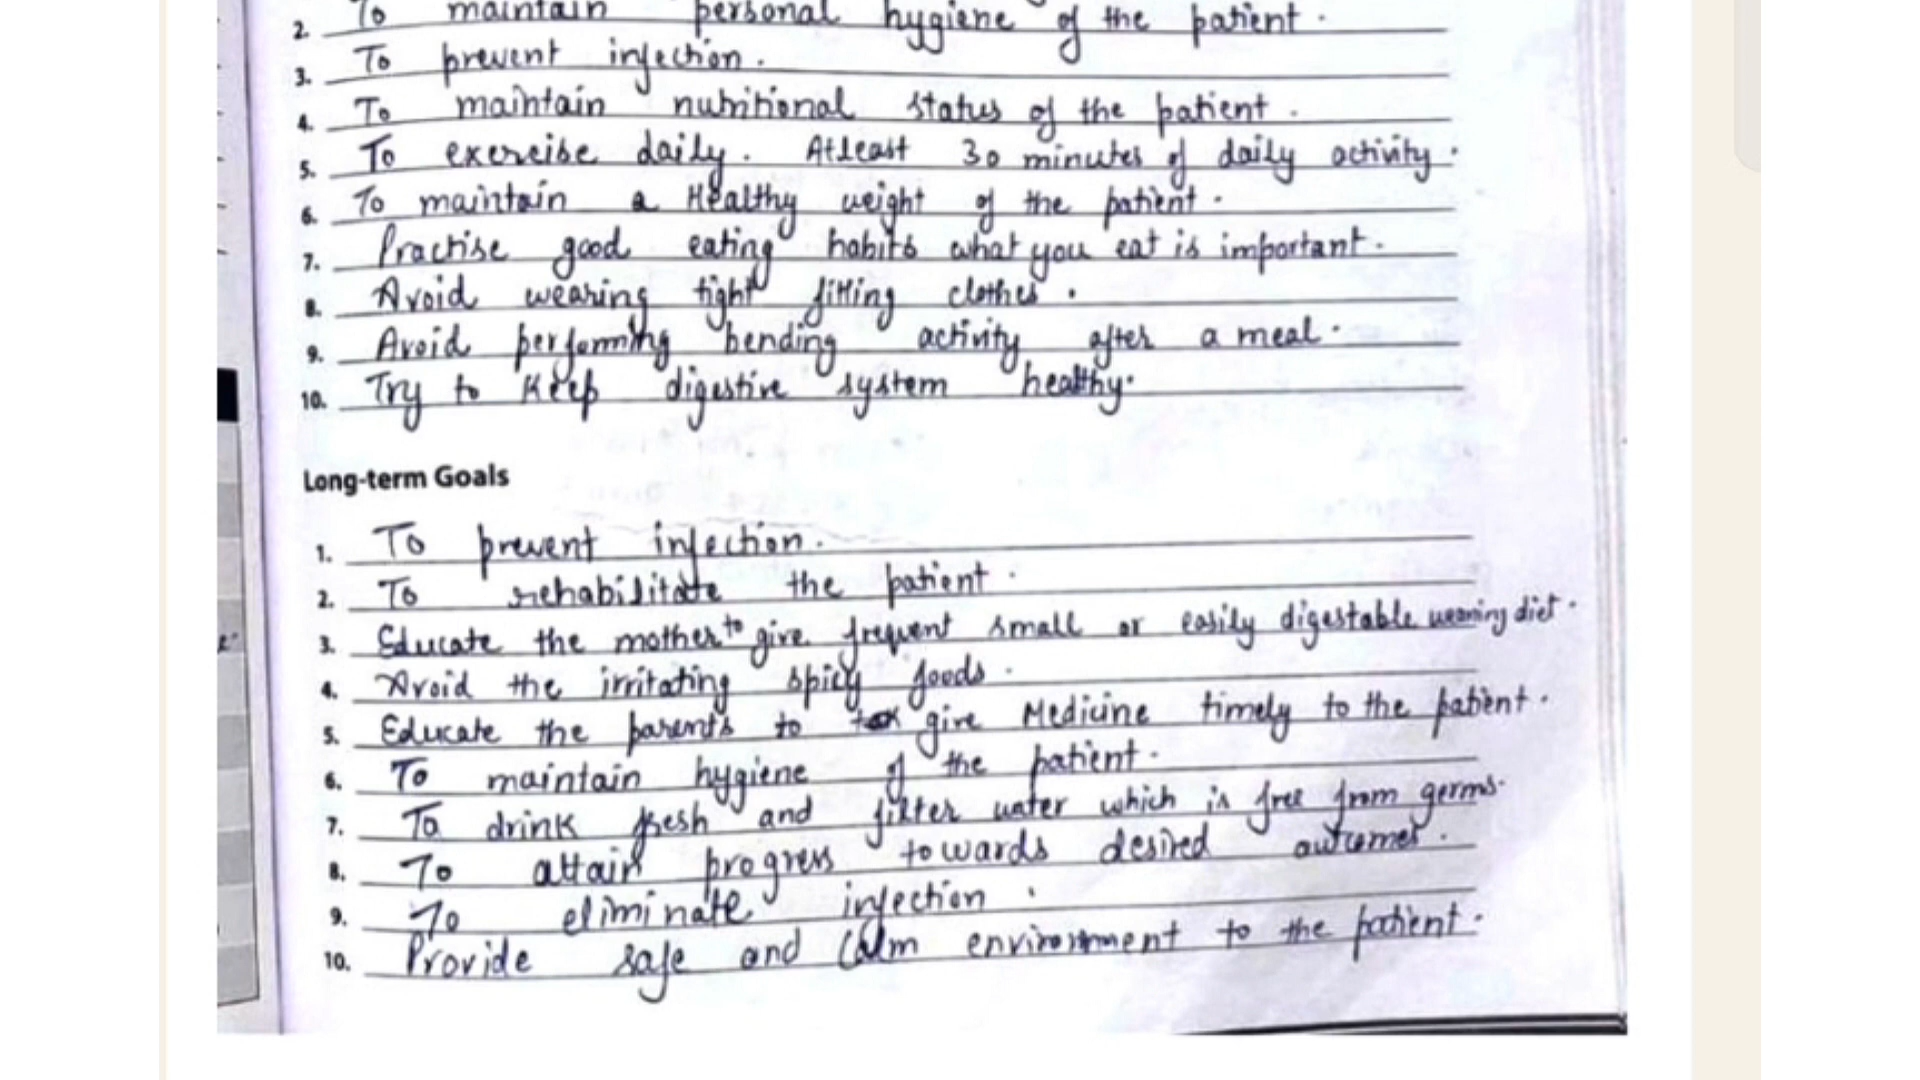 2. To maintain personal hygiene of the patient.
3. To prevent infection.
4. To maintain nutritional status of the patient.
5. To exercise daily. Atleast 30 minutes of daily activity.
6. To maintain a Healthy weight of the patient.
7. Practise good eating habits what you eat is important.
8. Avoid wearing tight fitting clothes.
9. Avoid performing bending activity after a meal.
10. Try to Keep digestive system healthy.
Long-term Goals
1. To prevent infection.
2. To rehabilitate the patient.
3. Educate the mother to give frequent small or easily digestable weaning diet.
4. Avoid the irritating spicy foods.
5. Educate the parents to give Medicine timely to the patient.
6. To maintain hygiene of the patient.
7. To drink fresh and filter water which is free from germs.
8. To attain progress towards desired outcomes.
9. To eliminate infection.
10. Provide safe and Calm environment to the patient.